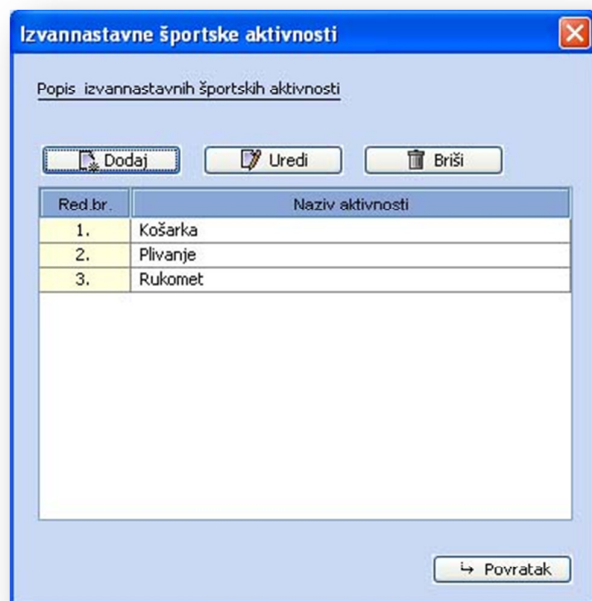 Izvannastavne športske aktivnosti
Popis izvannastavnih športskih aktivnosti
Dodaj Uredi Briši
Red.br. Naziv aktivnosti
1. Košarka
2. Plivanje
3. Rukomet
Povratak